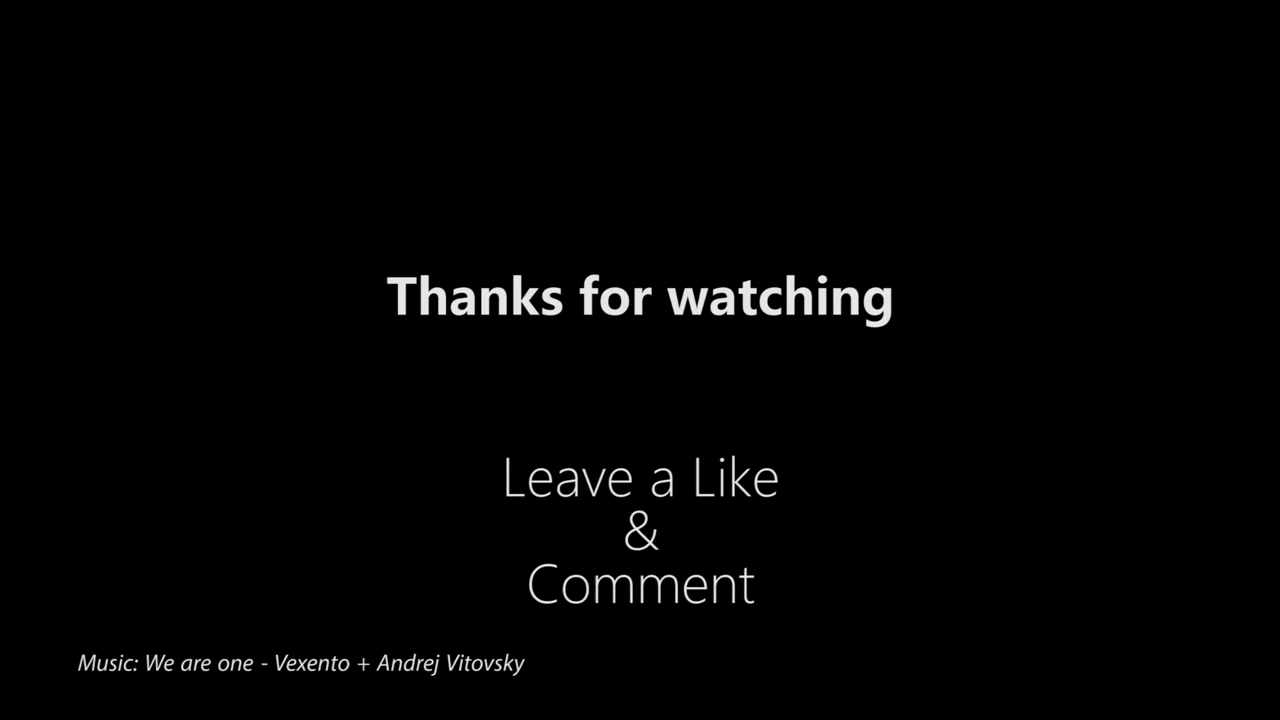 Thanks for watching
Leave a Like
&
Comment
Music: We are one - Vexento + Andrej Vitovsky